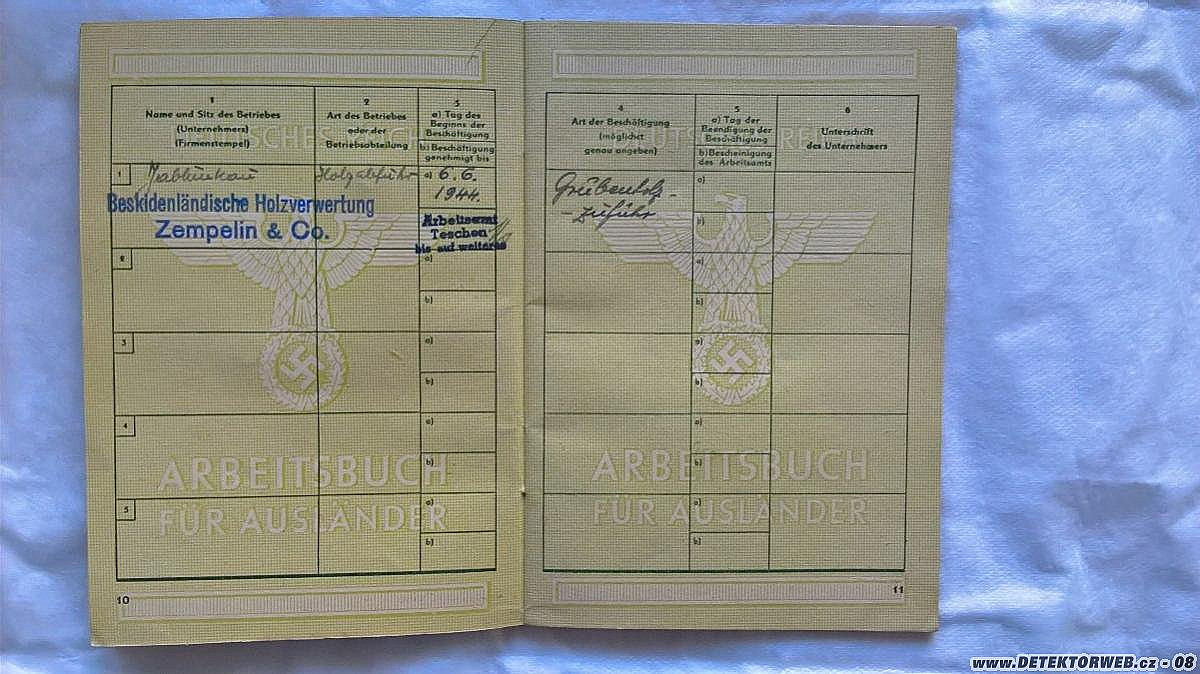 1
Name und Sitz des Betriebes
(Unternehmers)
(Firmenstempel)
2
Art des Betriebes
oder der
Betriebsabteilung
3
a) Tag des
Beginns der
Beschäftigung
b) Beschäftigung
genehmigt bis
1
Jablunkau
Holzabfuhr
a) 6.6.
1944.
Beskidenländische Holzverwertung
Zempelin & Co.
Arbeitsamt
Teschen
bis auf weiteres
2
a)
b)
3
a)
b)
4
a)
b)
5
a)
b)
ARBEITSBUCH
FÜR AUSLÄNDER
10
4
Art der Beschäftigung
(möglichst
genau angeben)
5
a) Tag der
Beendigung der
Beschäftigung
b) Bescheinigung
des Arbeitsamts
6
Unterschrift
des Unternehmers
Grubenholz-
-zufuhr
a)
b)
a)
b)
a)
b)
a)
b)
a)
b)
ARBEITSBUCH
FÜR AUSLÄNDER
11
www.DETEKTORWEB.cz - 08